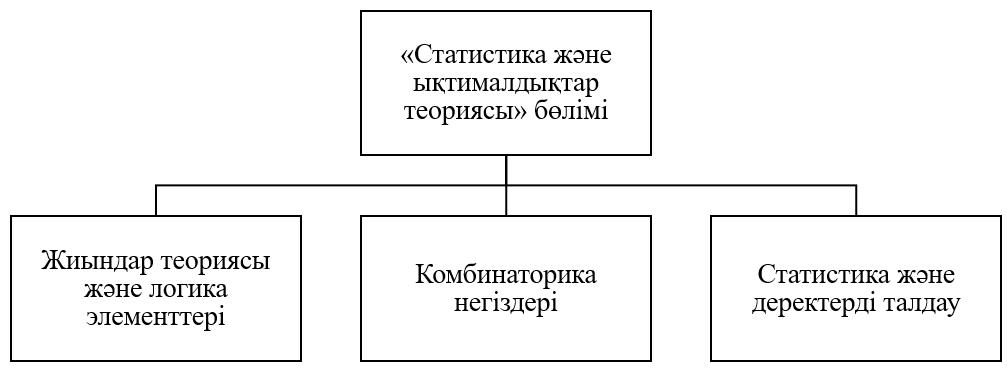 «Статистика және
ықтималдықтар
теориясы» бөлімі
Жиындар теориясы
және логика
элементтері
Комбинаторика
негіздері
Статистика және
деректерді талдау